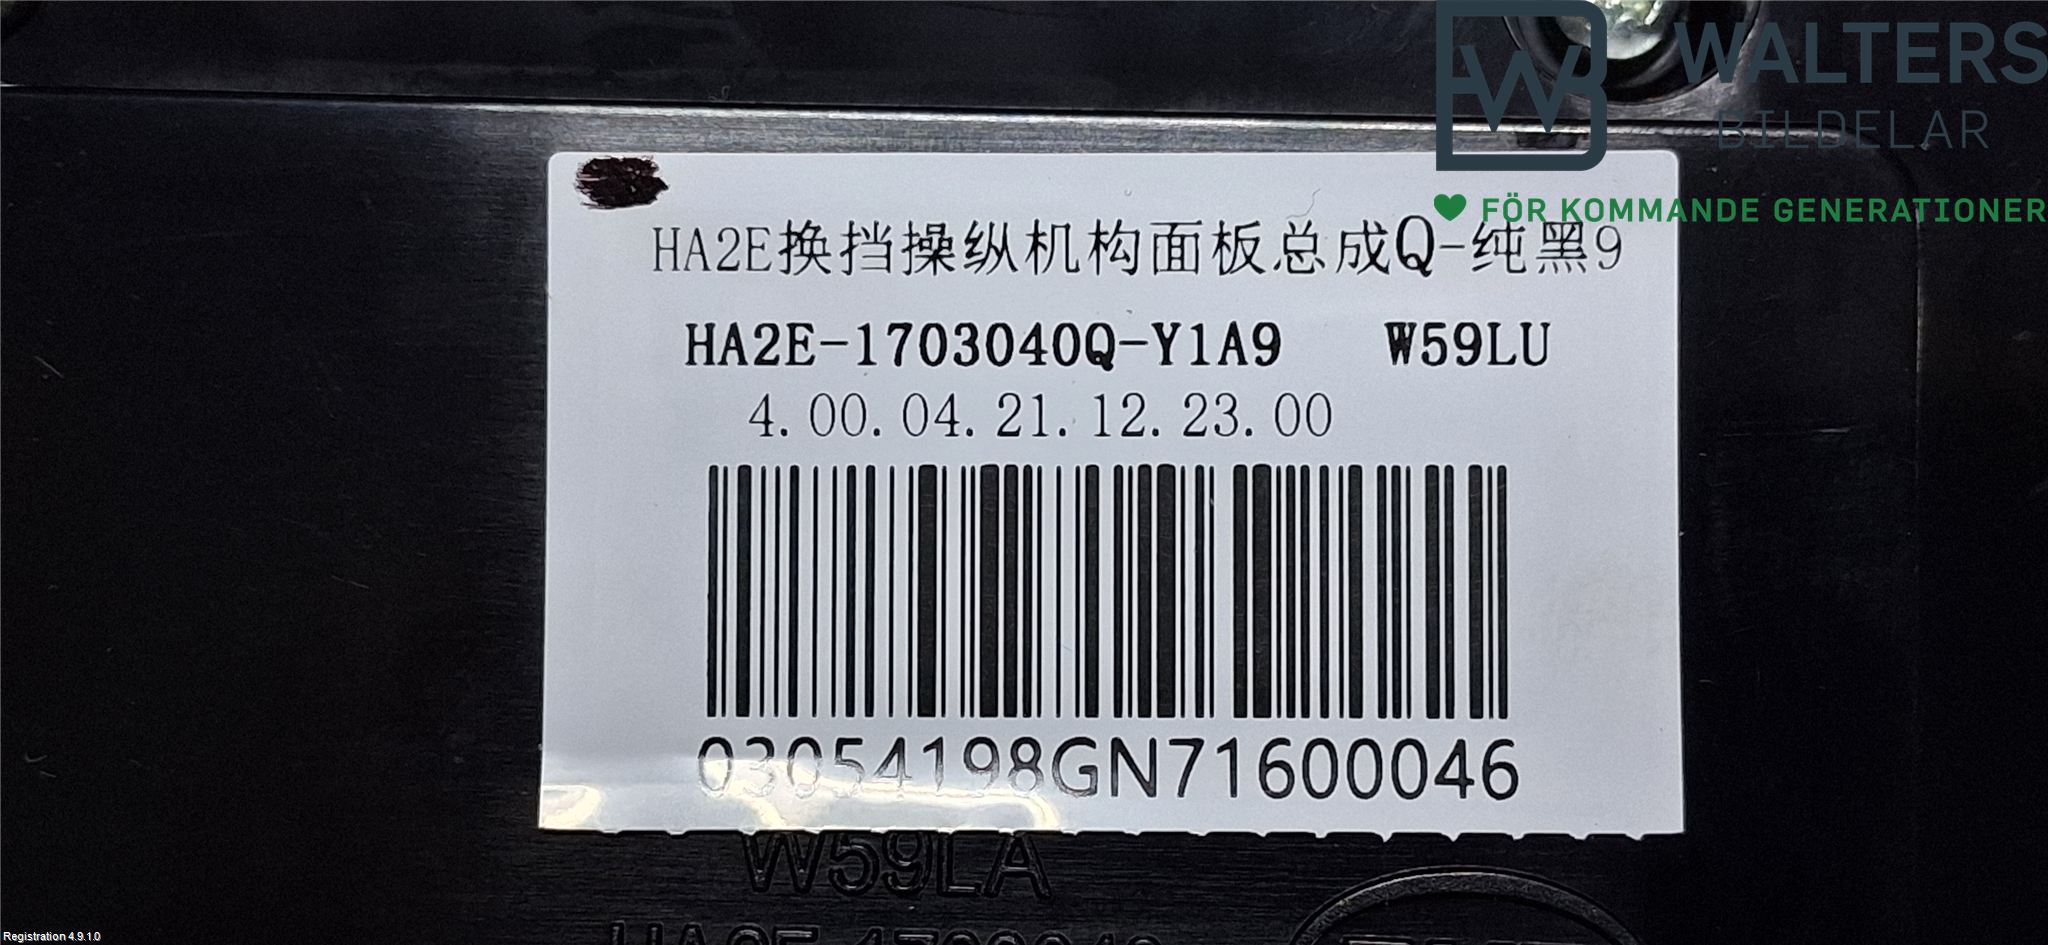 WALTERS
BILDELAR
FÖR KOMMANDE GENERATIONER
HA2E换挡操纵机构面板总成Q-纯黑9
HA2E-1703040Q-Y1A9 W59LU
4.00.04.21.12.23.00
03054198GN71600046
W59LA
Registration 4.9.1.0